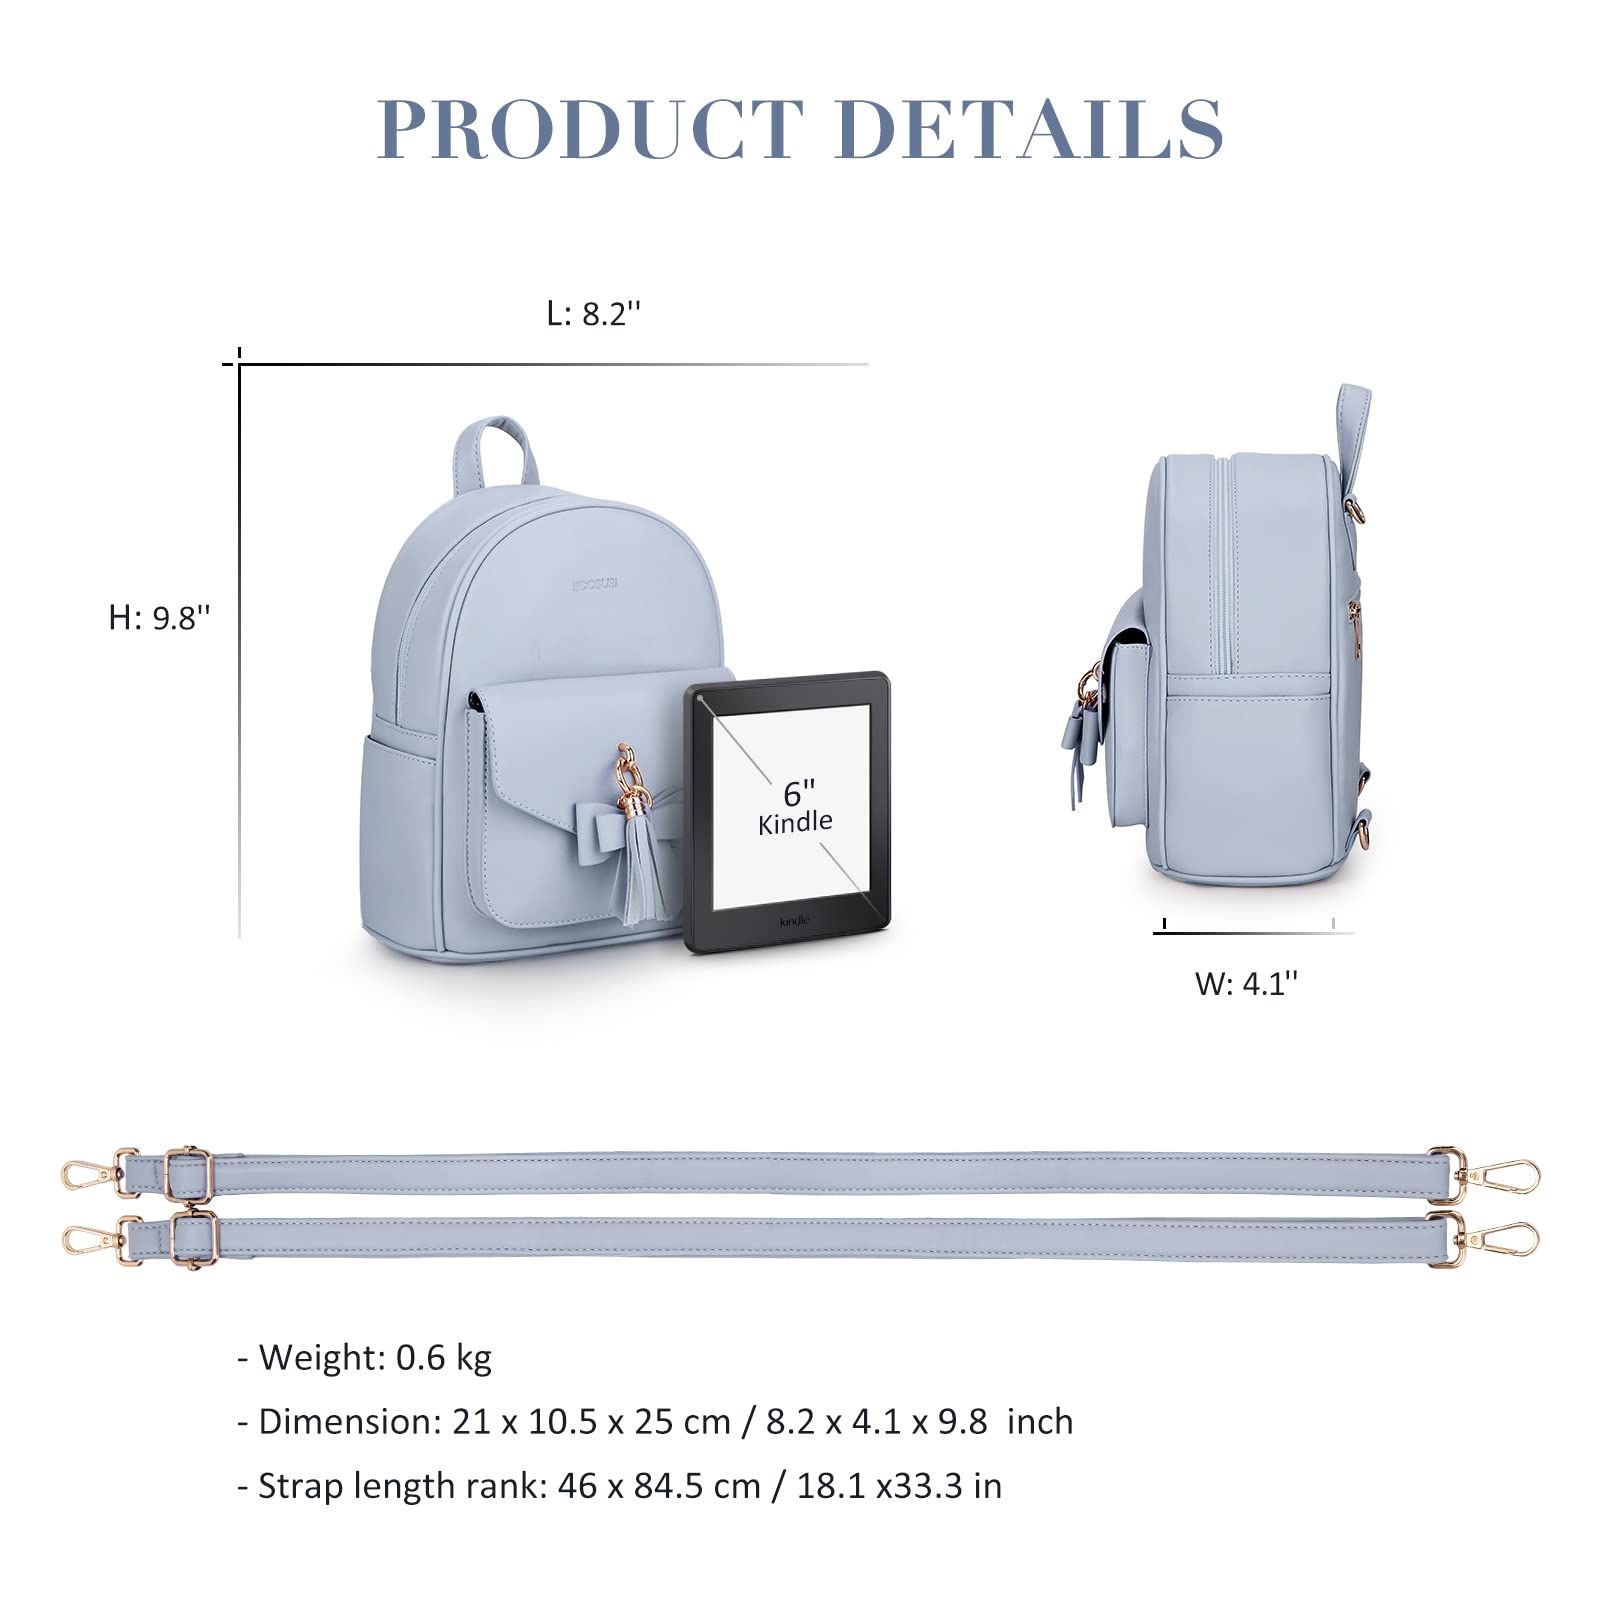 PRODUCT DETAILS
L: 8.2''
H: 9.8''
ECOSUSI
6"
Kindle
kindle
W: 4.1''
- Weight: 0.6 kg
- Dimension: 21 x 10.5 x 25 cm / 8.2 x 4.1 x 9.8  inch
- Strap length rank: 46 x 84.5 cm / 18.1 x33.3 in